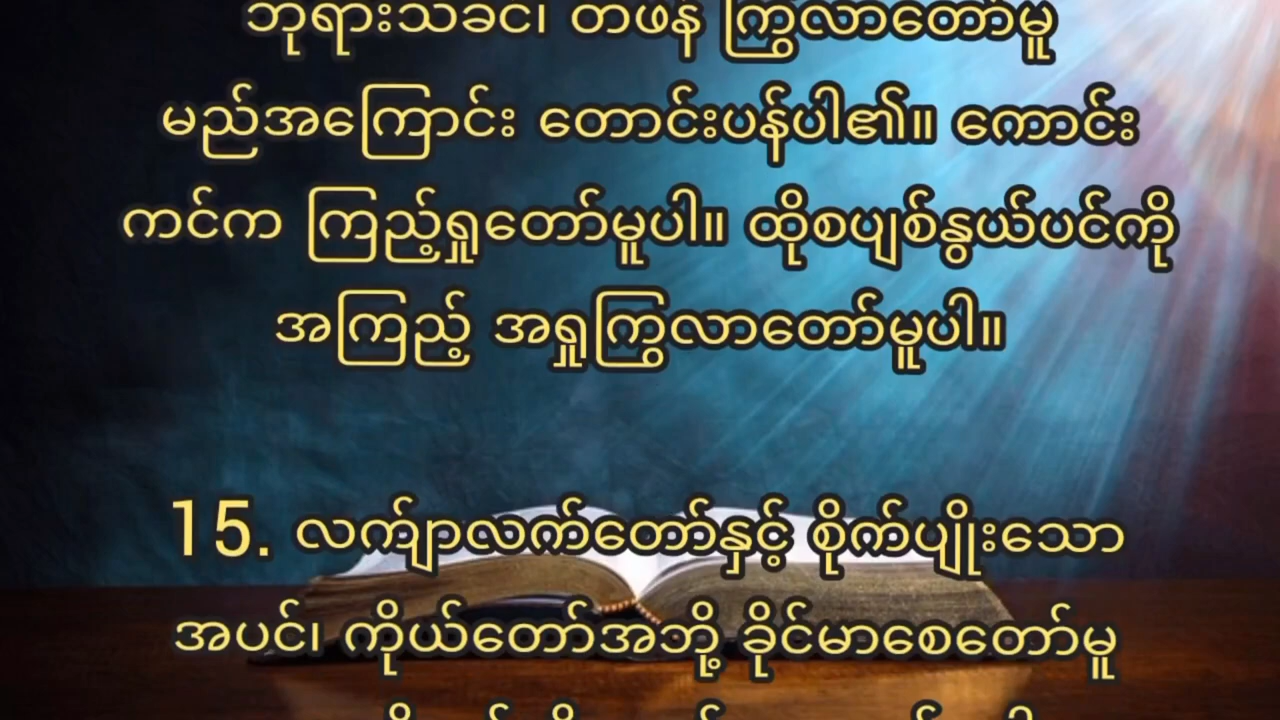 ဘုရားသခင်၊ တဖန် ကြွလာတော်မူ
မည်အကြောင်း တောင်းပန်ပါ၏။ ကောင်း
ကင်က ကြည့်ရှုတော်မူပါ။ ထိုစပျစ်နွယ်ပင်ကို
အကြည့် အရှုကြွလာတော်မူပါ။
15. လက်ျာလက်တော်နှင့် စိုက်ပျိုးသော
အပင်၊ ကိုယ်တော်အဘို့ ခိုင်မာစေတော်မူ